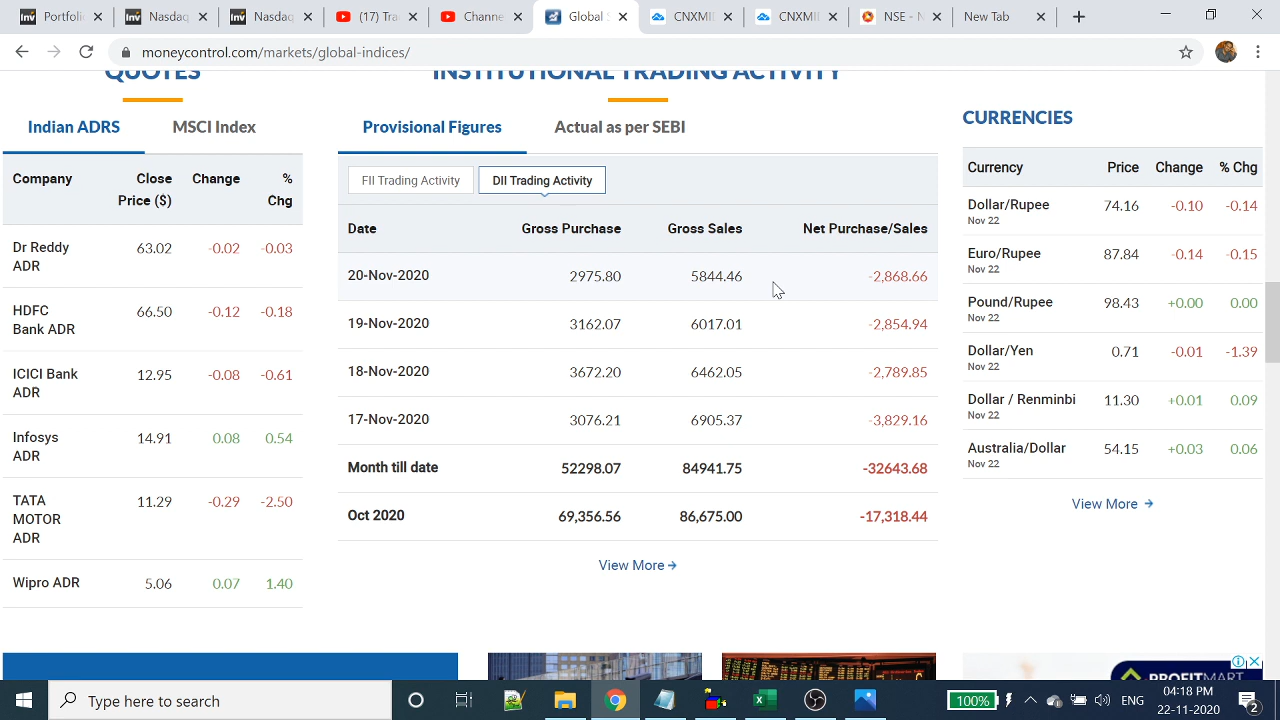 Portfolio
Nasdaq
Nasdaq
(17) Tra
Channe
Global S
CNXMI
CNXMI
NSE - N
New Tab
moneycontrol.com/markets/global-indices/
QUOTES
INSTITUTIONAL TRADING ACTIVITY
Indian ADRS MSCI Index
Company Close Price ($) Change % Chg
Dr Reddy ADR 63.02 -0.02 -0.03
HDFC Bank ADR 66.50 -0.12 -0.18
ICICI Bank ADR 12.95 -0.08 -0.61
Infosys ADR 14.91 0.08 0.54
TATA MOTOR ADR 11.29 -0.29 -2.50
Wipro ADR 5.06 0.07 1.40
Provisional Figures Actual as per SEBI
FII Trading Activity DII Trading Activity
Date Gross Purchase Gross Sales Net Purchase/Sales
20-Nov-2020 2975.80 5844.46 -2,868.66
19-Nov-2020 3162.07 6017.01 -2,854.94
18-Nov-2020 3672.20 6462.05 -2,789.85
17-Nov-2020 3076.21 6905.37 -3,829.16
Month till date 52298.07 84941.75 -32643.68
Oct 2020 69,356.56 86,675.00 -17,318.44
View More
CURRENCIES
Currency Price Change % Chg
Dollar/Rupee 74.16 -0.10 -0.14
Nov 22
Euro/Rupee 87.84 -0.14 -0.15
Nov 22
Pound/Rupee 98.43 +0.00 0.00
Nov 22
Dollar/Yen 0.71 -0.01 -1.39
Nov 22
Dollar / Renminbi 11.30 +0.01 0.09
Nov 22
Australia/Dollar 54.15 +0.03 0.06
Nov 22
View More
PROFITMART
Type here to search
100%
ENG
04:18 PM
22-11-2020
2